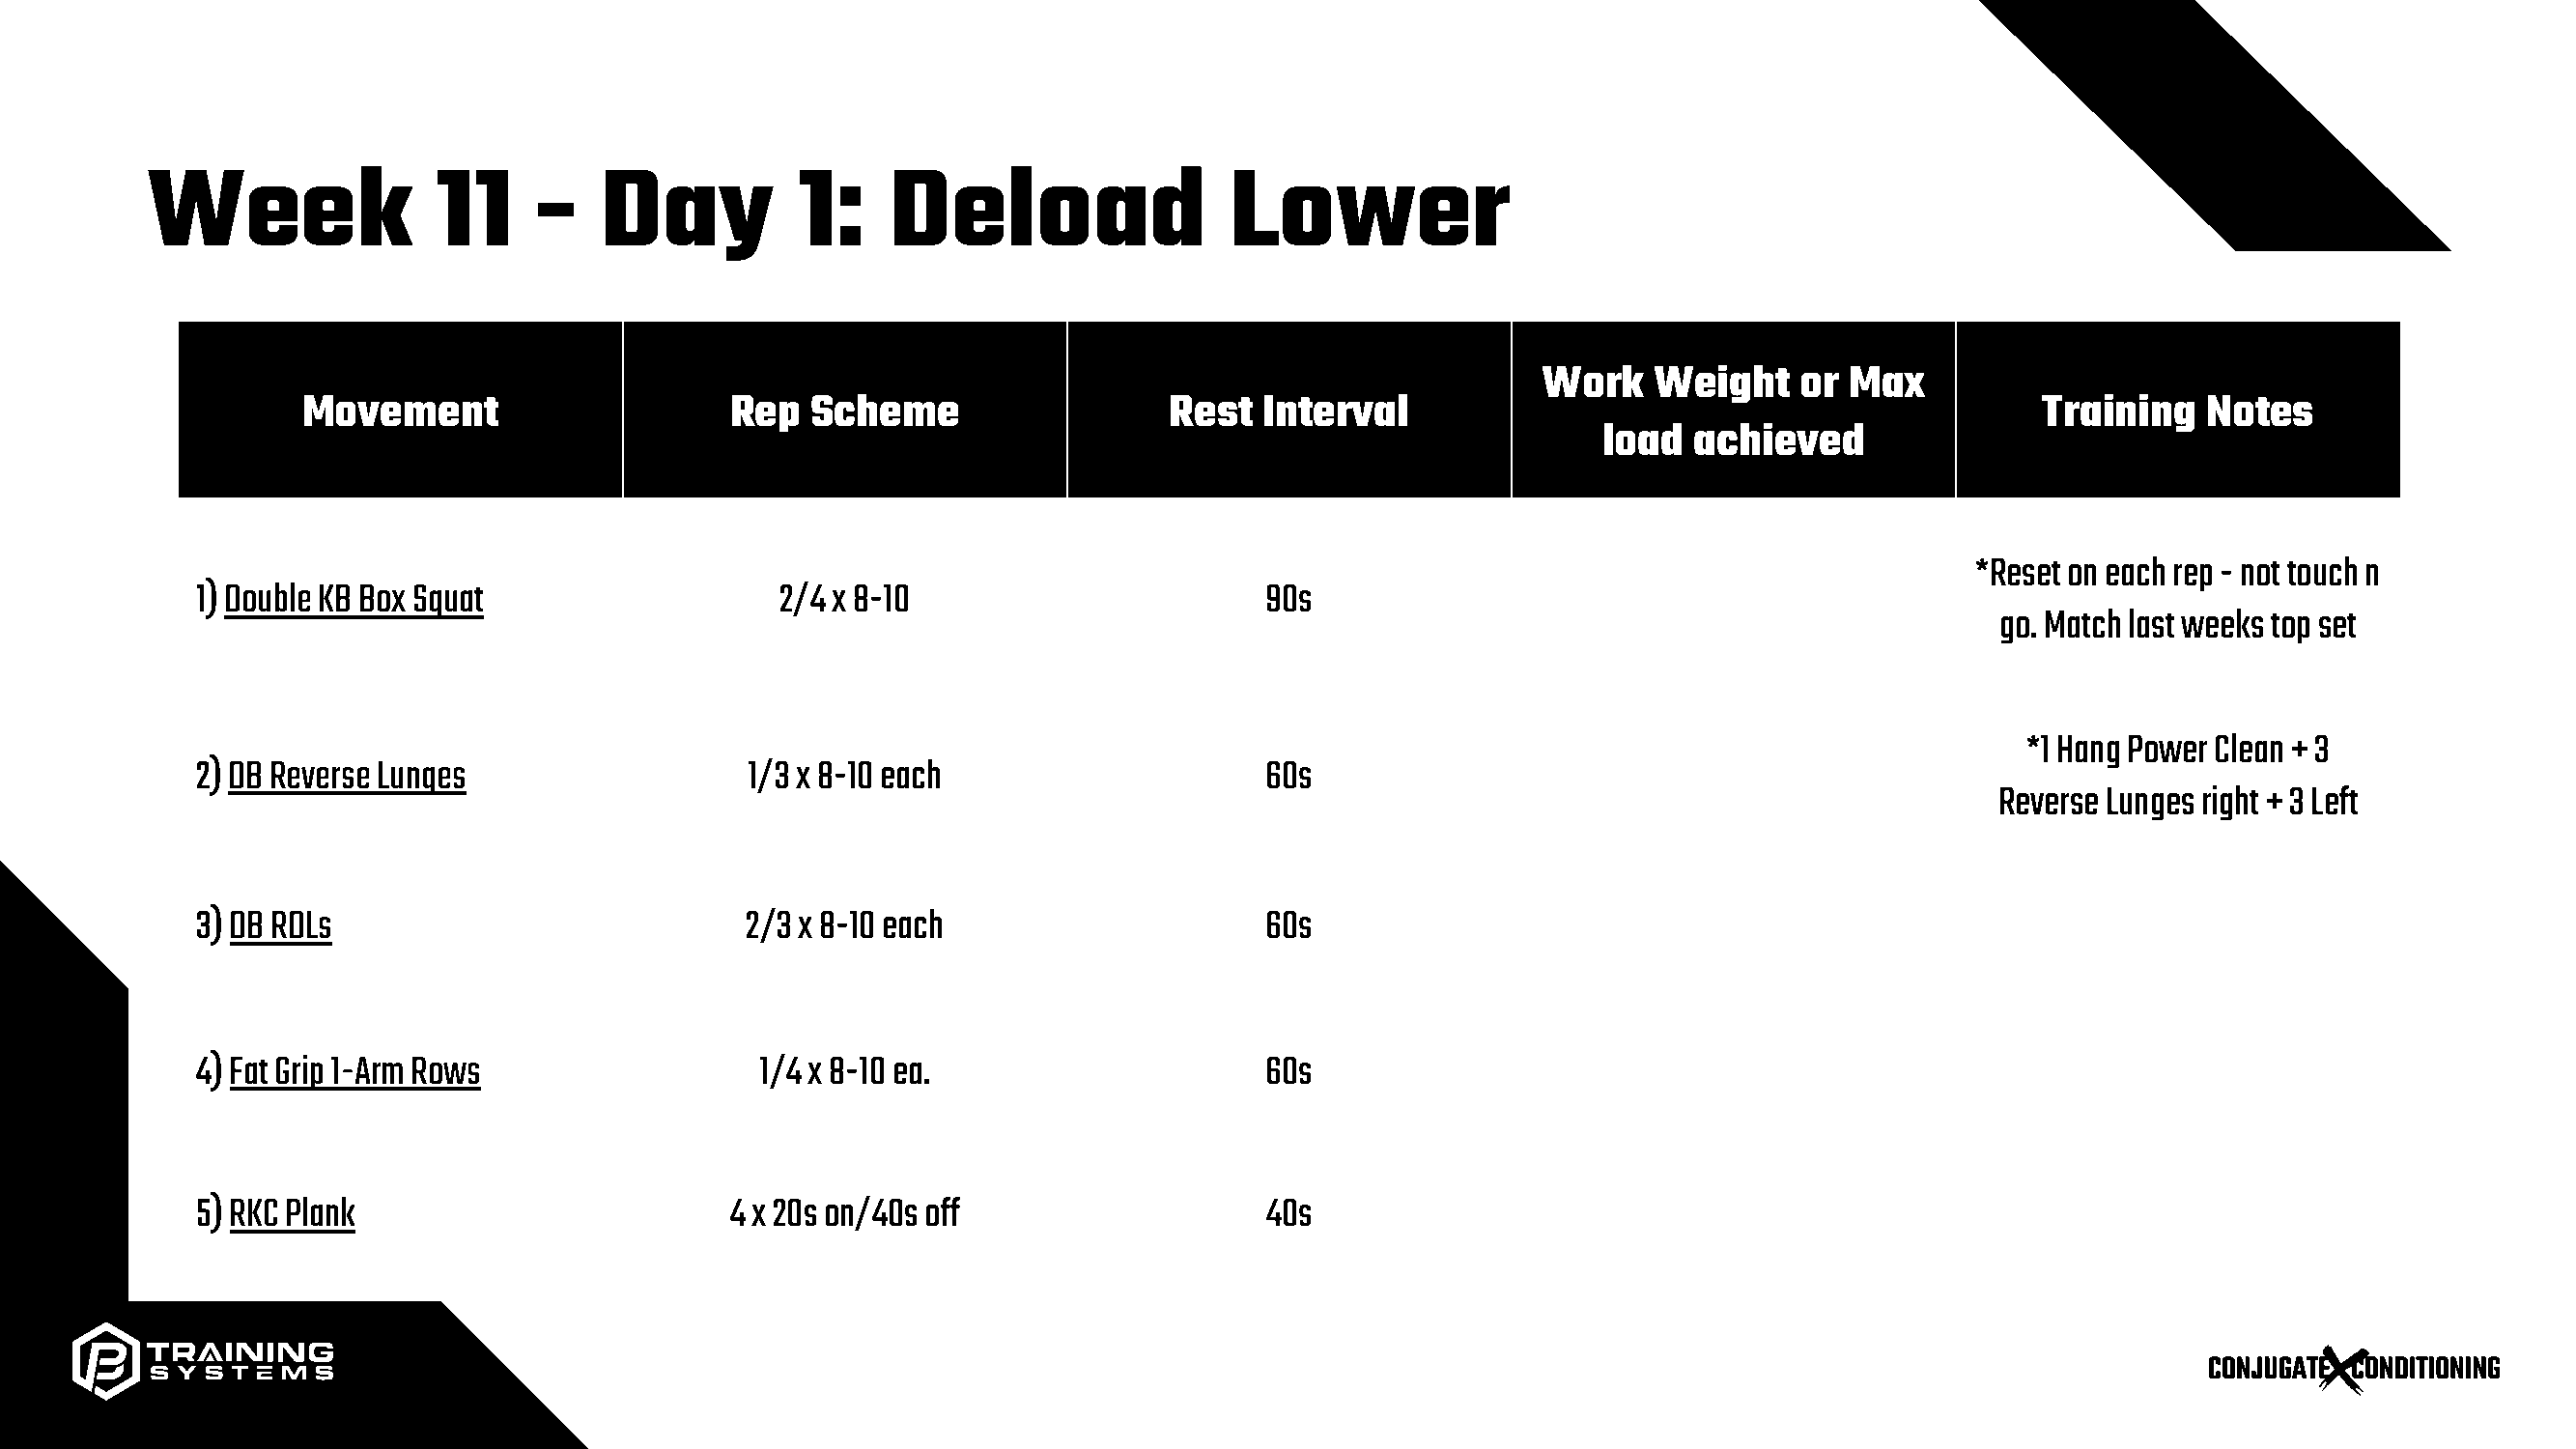 Week 11 - Day 1: Deload Lower
Movement
Rep Scheme
Rest Interval
Work Weight or Max
load achieved
Training Notes
1) Double KB Box Squat
2/4 x 8-10
90s
*Reset on each rep - not touch n
go. Match last weeks top set
2) DB Reverse Lunges
1/3 x 8-10 each
60s
*1 Hang Power Clean + 3
Reverse Lunges right + 3 Left
3) DB RDLs
2/3 x 8-10 each
60s
4) Fat Grip 1-Arm Rows
1/4 x 8-10 ea.
60s
5) RKC Plank
4 x 20s on/40s off
40s
TRAINING
SYSTEMS
CONJUGATE X CONDITIONING